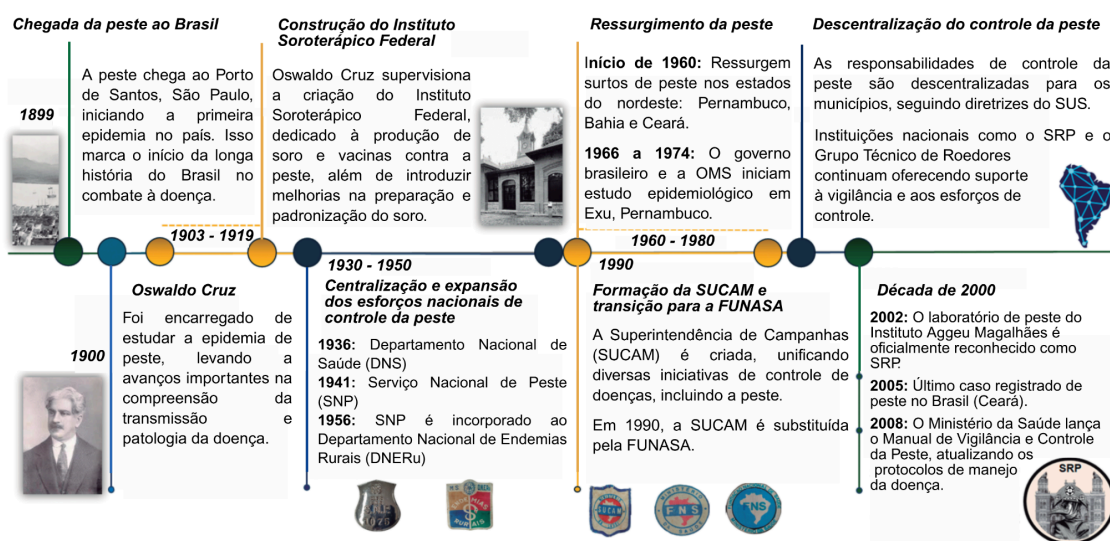 Chegada da peste ao Brasil
1899
A peste chega ao Porto
de Santos, São Paulo,
iniciando a primeira
epidemia no país. Isso
marca o início da longa
história do Brasil no
combate à doença.
Construção do Instituto
Soroterápico Federal
Oswaldo Cruz supervisiona
a criação do Instituto
Soroterápico Federal,
dedicado à produção de
soro e vacinas contra a
peste, além de introduzir
melhorias na preparação e
padronização do soro.
1903 - 1919
Ressurgimento da peste
Início de 1960: Ressurgem
surtos de peste nos estados
do nordeste: Pernambuco,
Bahia e Ceará.
1966 a 1974: O governo
brasileiro e a OMS iniciam
estudo epidemiológico em
Exu, Pernambuco.
1960 - 1980
Descentralização do controle da peste
As responsabilidades de controle da
peste são descentralizadas para os
municípios, seguindo diretrizes do SUS.
Instituições nacionais como o SRP e o
Grupo Técnico de Roedores
continuam oferecendo suporte
à vigilância e aos esforços de
controle.
1900
Oswaldo Cruz
Foi encarregado de
estudar a epidemia de
peste, levando a
avanços importantes na
compreensão da
transmissão e
patologia da doença.
1930 - 1950
Centralização e expansão
dos esforços nacionais de
controle da peste
1936: Departamento Nacional de
Saúde (DNS)
1941: Serviço Nacional de Peste
(SNP)
1956: SNP é incorporado ao
Departamento Nacional de Endemias
Rurais (DNERu)
1990
Formação da SUCAM e
transição para a FUNASA
A Superintendência de Campanhas
(SUCAM) é criada, unificando
diversas iniciativas de controle de
doenças, incluindo a peste.
Em 1990, a SUCAM é substituída
pela FUNASA.
SUCAM
FNS
FNS
Década de 2000
2002: O laboratório de peste do
Instituto Aggeu Magalhães é
oficialmente reconhecido como
SRP.
2005: Último caso registrado de
peste no Brasil (Ceará).
2008: O Ministério da Saúde lança
o Manual de Vigilância e Controle
da Peste, atualizando os
protocolos de manejo
da doença.
SRP